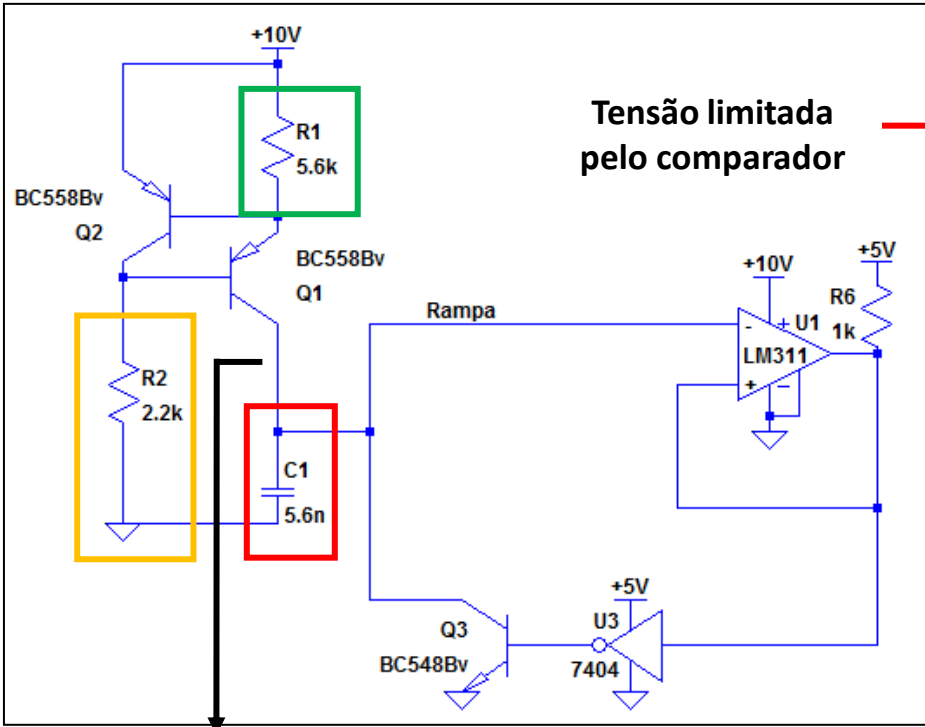 +10V
R1
5.6k
Tensão limitada
pelo comparador
BC558Bv
Q2
BC558Bv
Q1
+10V
+5V
R6
1k
Rampa
-
+
U1
LM311
+
−
R2
2.2k
C1
5.6n
+5V
U3
Q3
BC548Bv
7404